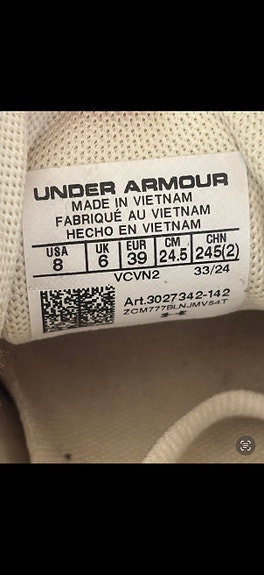 UNDER ARMOUR
MADE IN VIETNAM
FABRIQUÉ AU VIETNAM
HECHO EN VIETNAM
USA UK EUR CM CHN
8 6 39 24.5 245(2)
VCVN2 33/24
Art.3027342-142
ZCM777BLNJMV54T